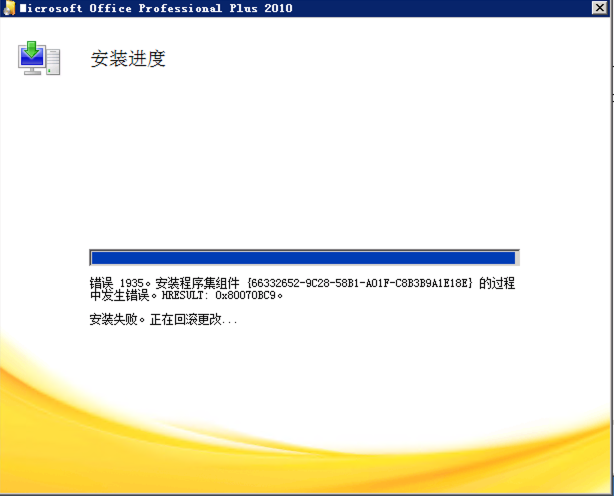 Microsoft Office Professional Plus 2010
安装进度
错误 1935。安装程序集组件 {66332652-9C28-58B1-A01F-C8B3B9A1E18E} 的过程
中发生错误。HRESULT: 0x80070BC9。
安装失败。正在回滚更改...